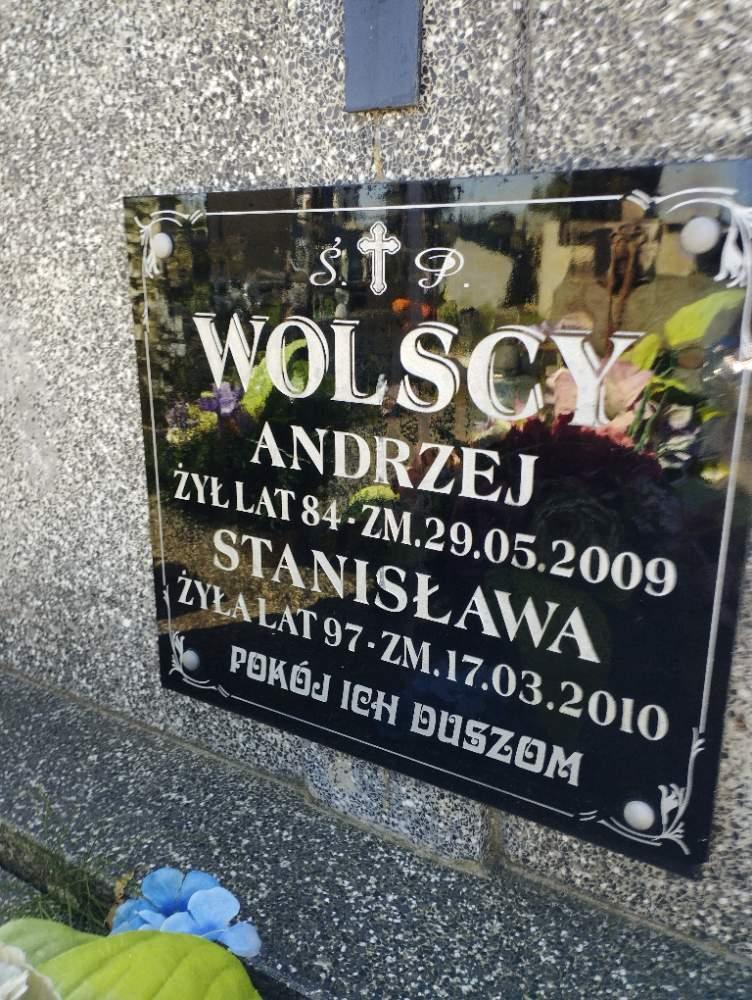 Ś. P.
WOLSCY
ANDRZEJ
ŻYŁ LAT 84 - ZM. 29.05.2009
STANISŁAWA
ŻYŁA LAT 97 - ZM. 17.03.2010
POKÓJ ICH DUSZOM